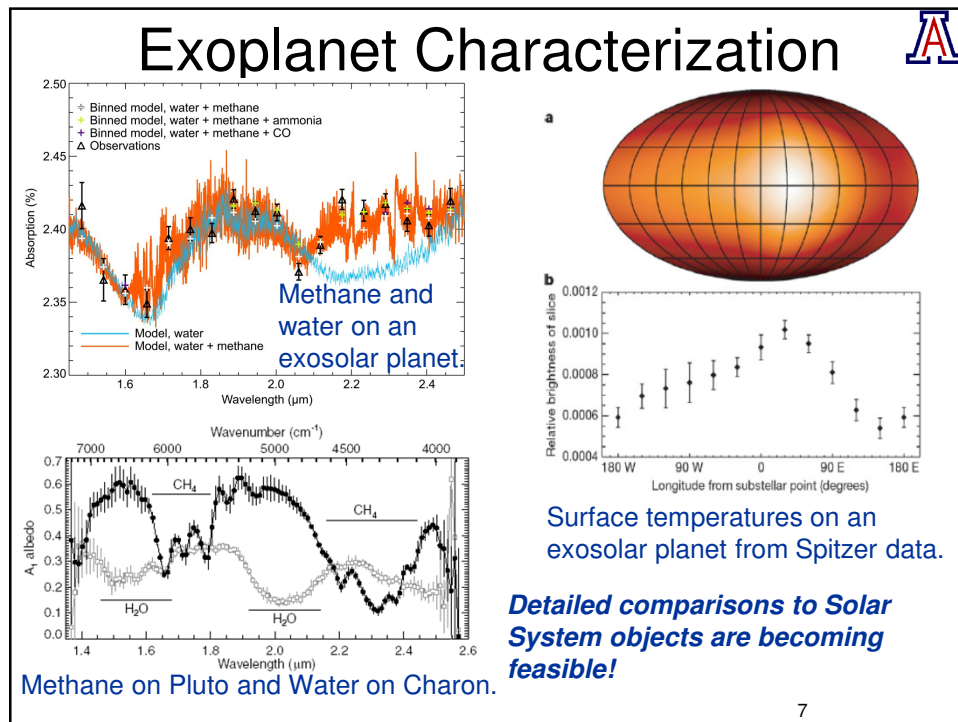 Exoplanet Characterization
A
2.50
2.45
2.40
2.35
2.30
Absorption (%)
Binned model, water + methane
Binned model, water + methane + ammonia
Binned model, water + methane + CO
Observations
Methane and
water on an
exosolar planet.
Model, water
Model, water + methane
1.6 1.8 2.0 2.2 2.4
Wavelength (µm)
a
b
0.0012
0.0010
0.0008
0.0006
0.0004
Relative brightness of slice
180 W 90 W 0 90 E 180 E
Longitude from substellar point (degrees)
Surface temperatures on an
exosolar planet from Spitzer data.
Wavenumber (cm⁻¹)
7000 6000 5000 4500 4000
0.7
0.6
0.5
0.4
0.3
0.2
0.1
0.0
A₁ albedo
CH₄
CH₄
H₂O
H₂O
1.4 1.6 1.8 2.0 2.2 2.4 2.6
Wavelength (µm)
Methane on Pluto and Water on Charon.
Detailed comparisons to Solar
System objects are becoming
feasible!
7